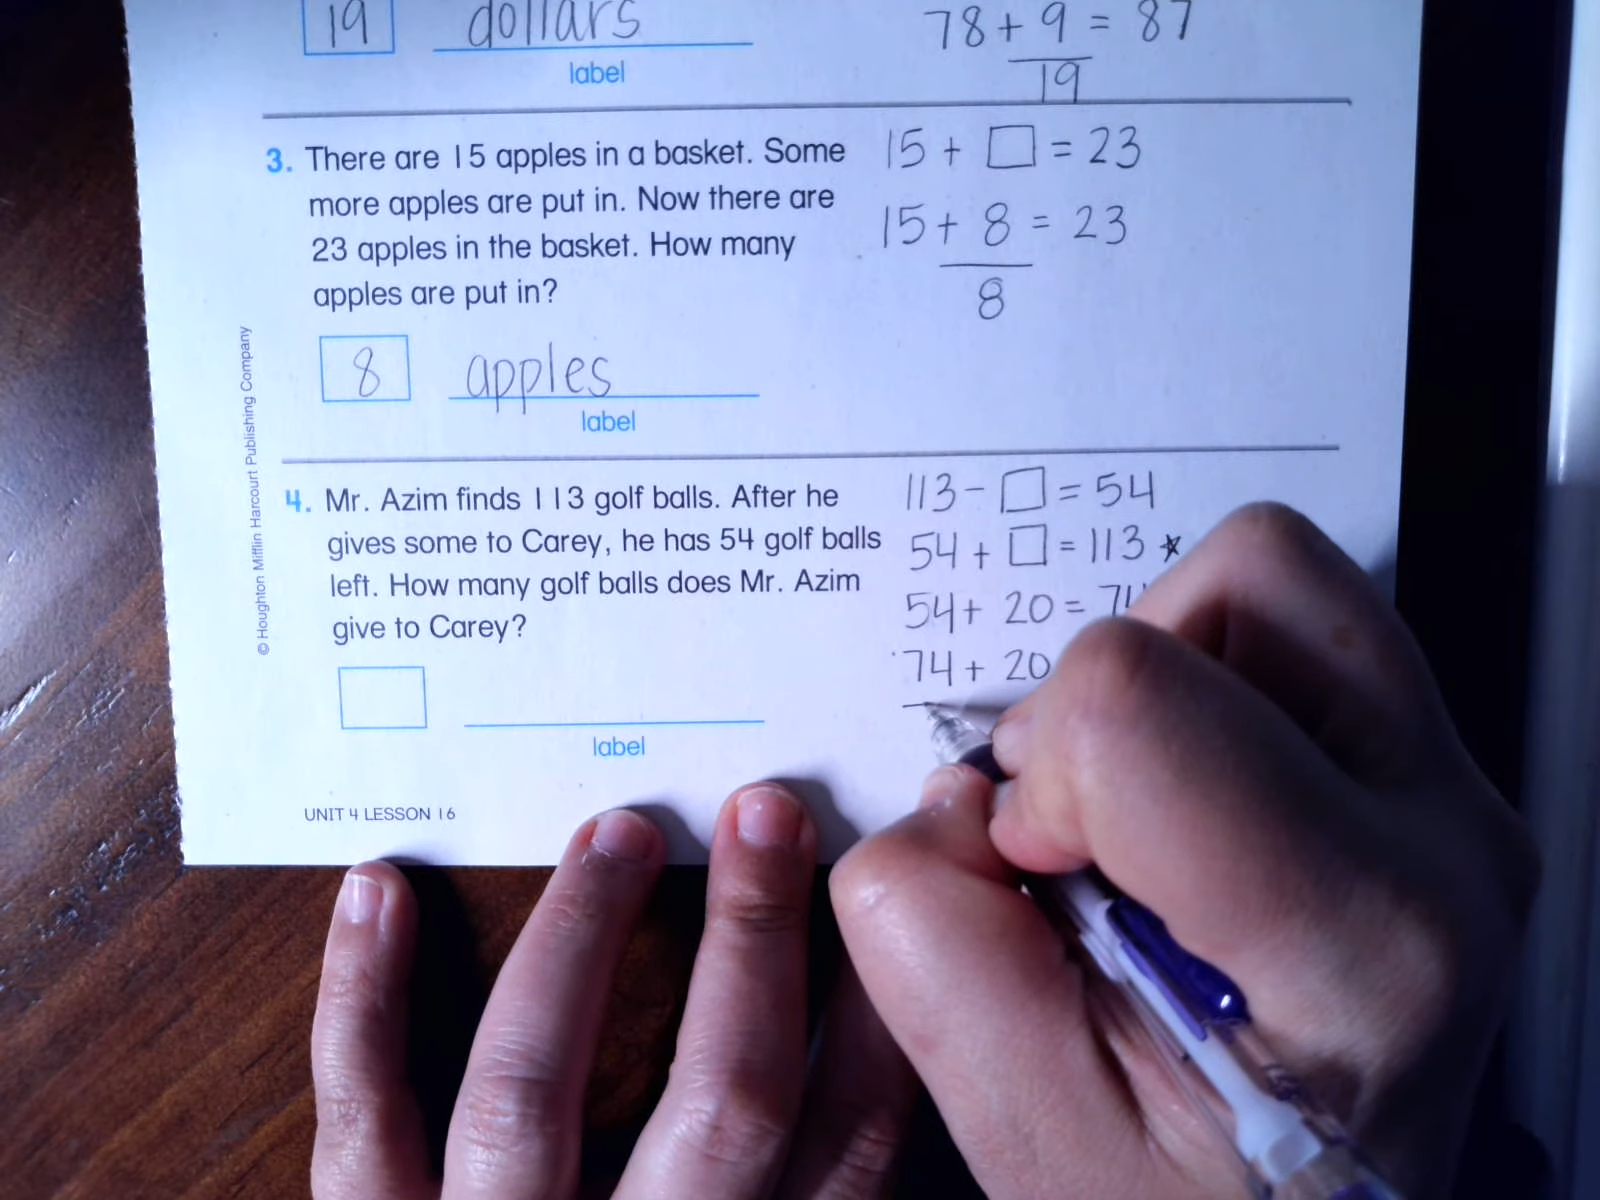 19 dollars 78 + 9 = 87
label 19
3. There are 15 apples in a basket. Some 15 + □ = 23
more apples are put in. Now there are
23 apples in the basket. How many 15 + 8 = 23
apples are put in? 8
8 apples
label
4. Mr. Azim finds 113 golf balls. After he 113 - □ = 54
gives some to Carey, he has 54 golf balls 54 + □ = 113 ★
left. How many golf balls does Mr. Azim 54 + 20 = 74
give to Carey? 74 + 20
label
UNIT 4 LESSON 16
© Houghton Mifflin Harcourt Publishing Company